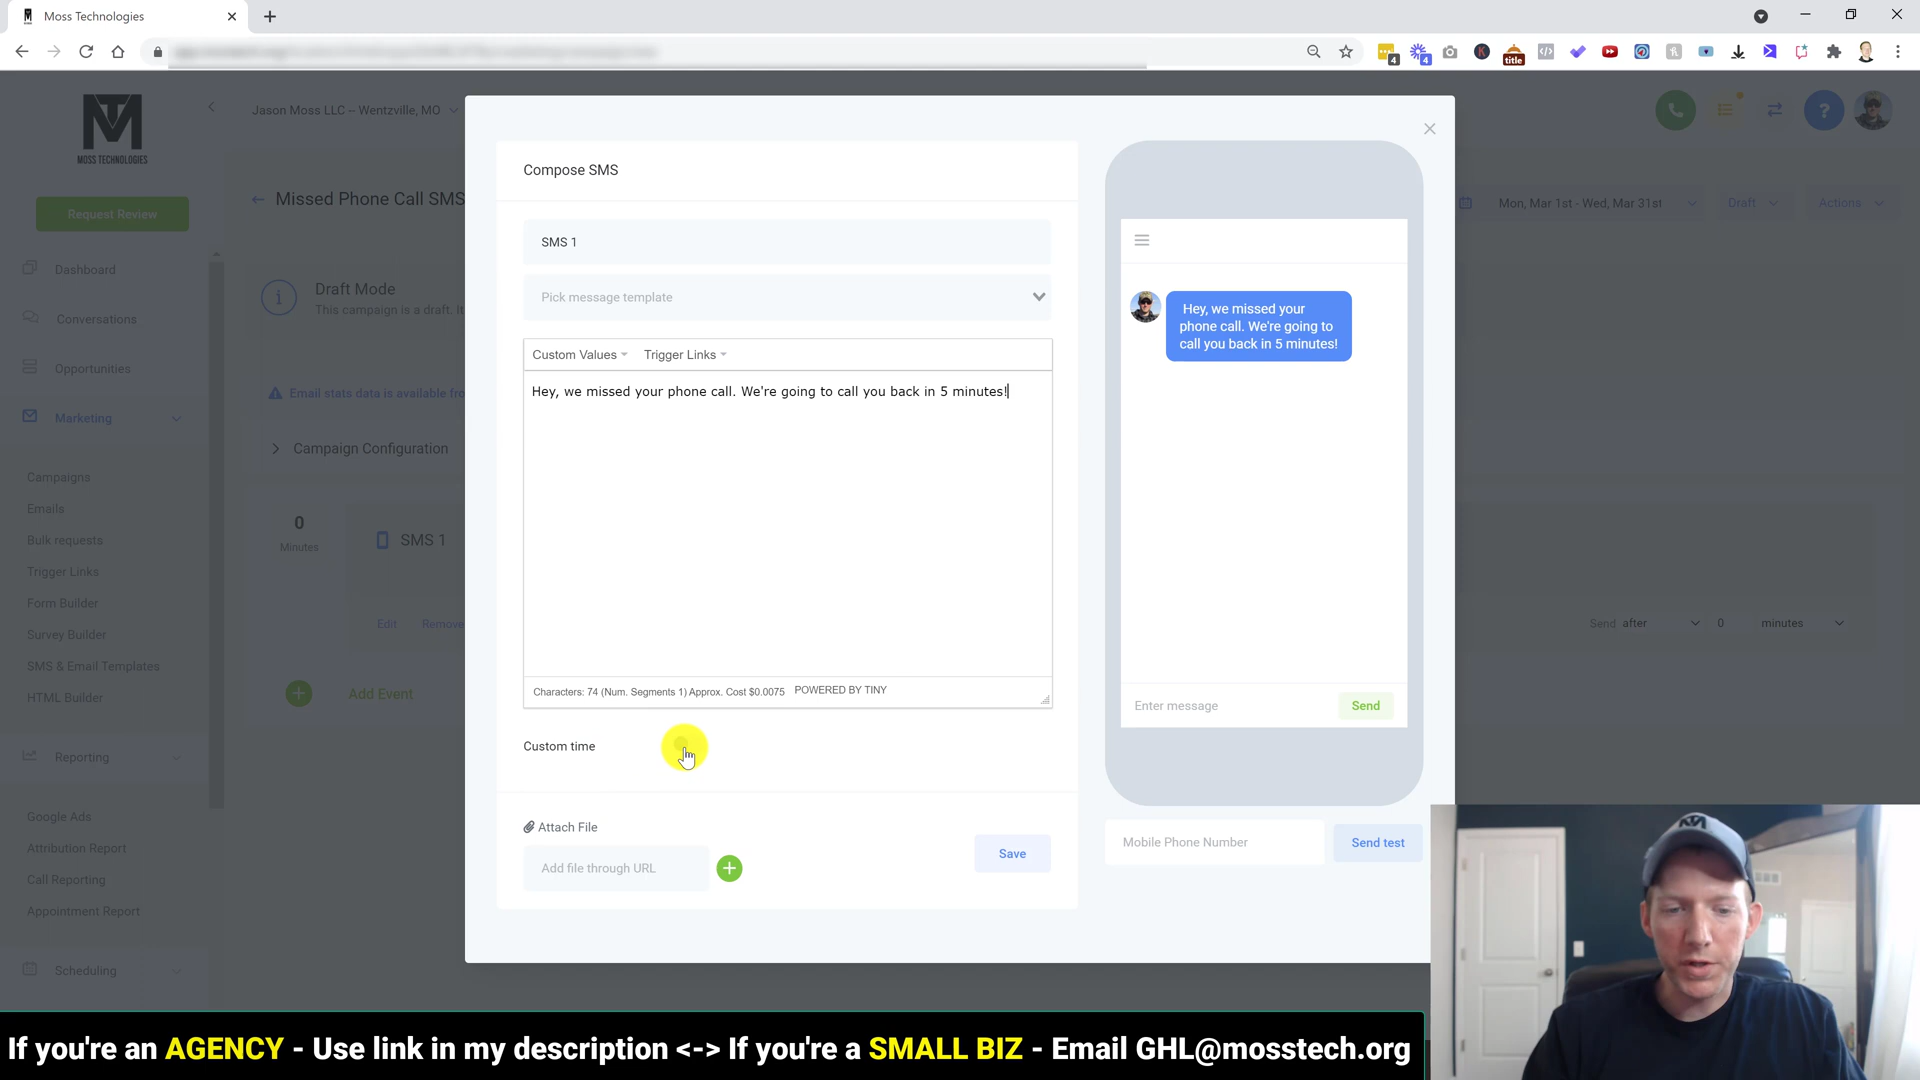 Moss Technologies
4
4
title
MOSS TECHNOLOGIES
Jason Moss LLC -- Wentzville, MO
Request Review
Missed Phone Call SMS
Mon, Mar 1st - Wed, Mar 31st
Draft
Actions
Dashboard
Conversations
Opportunities
Marketing
Campaigns
Emails
Bulk requests
Trigger Links
Form Builder
Survey Builder
SMS & Email Templates
HTML Builder
Reporting
Google Ads
Attribution Report
Call Reporting
Appointment Report
Scheduling
Draft Mode
This campaign is a draft. It
Email stats data is available fro
Campaign Configuration
0
Minutes
SMS 1
Edit
Remove
Add Event
Send after
0
minutes
Compose SMS
SMS 1
Pick message template
Custom Values
Trigger Links
Hey, we missed your phone call. We're going to call you back in 5 minutes!
Characters: 74 (Num. Segments 1) Approx. Cost $0.0075
POWERED BY TINY
Custom time
Attach File
Add file through URL
Save
Hey, we missed your
phone call. We're going to
call you back in 5 minutes!
Enter message
Send
Mobile Phone Number
Send test
If you're an AGENCY - Use link in my description <-> If you're a SMALL BIZ - Email GHL@mosstech.org